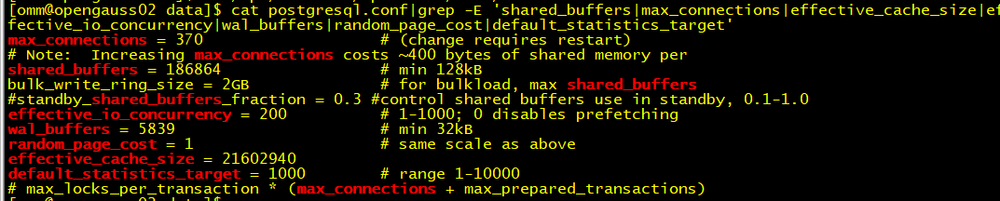 [omm@opengauss02 data]$ cat postgresql.conf|grep -E 'shared_buffers|max_connections|effective_cache_size|ef
fective_io_concurrency|wal_buffers|random_page_cost|default_statistics_target'
max_connections = 370 # (change requires restart)
# Note: Increasing max_connections costs ~400 bytes of shared memory per
shared_buffers = 186864 # min 128kB
bulk_write_ring_size = 2GB # for bulkload, max shared_buffers
#standby_shared_buffers_fraction = 0.3 #control shared buffers use in standby, 0.1-1.0
effective_io_concurrency = 200 # 1-1000; 0 disables prefetching
wal_buffers = 5839 # min 32kB
random_page_cost = 1 # same scale as above
effective_cache_size = 21602940
default_statistics_target = 1000 # range 1-10000
# max_locks_per_transaction * (max_connections + max_prepared_transactions)
[omm@opengauss02 data]$